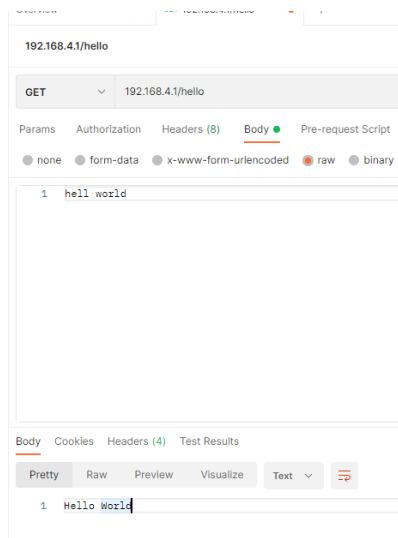 192.168.4.1/hello
GET 192.168.4.1/hello
Params Authorization Headers (8) Body Pre-request Script
none form-data x-www-form-urlencoded raw binary
1 hell world
Body Cookies Headers (4) Test Results
Pretty Raw Preview Visualize Text
1 Hello World